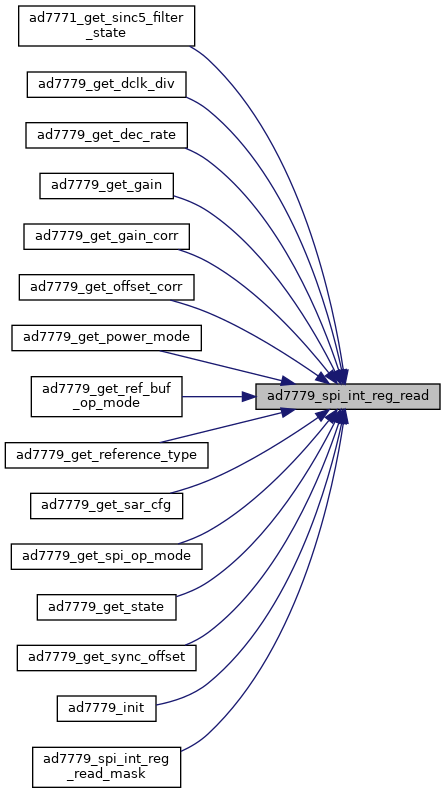 ad7771_get_sinc5_filter
_state
ad7779_get_dclk_div
ad7779_get_dec_rate
ad7779_get_gain
ad7779_get_gain_corr
ad7779_get_offset_corr
ad7779_get_power_mode
ad7779_get_ref_buf
_op_mode
ad7779_spi_int_reg_read
ad7779_get_reference_type
ad7779_get_sar_cfg
ad7779_get_spi_op_mode
ad7779_get_state
ad7779_get_sync_offset
ad7779_init
ad7779_spi_int_reg
_read_mask